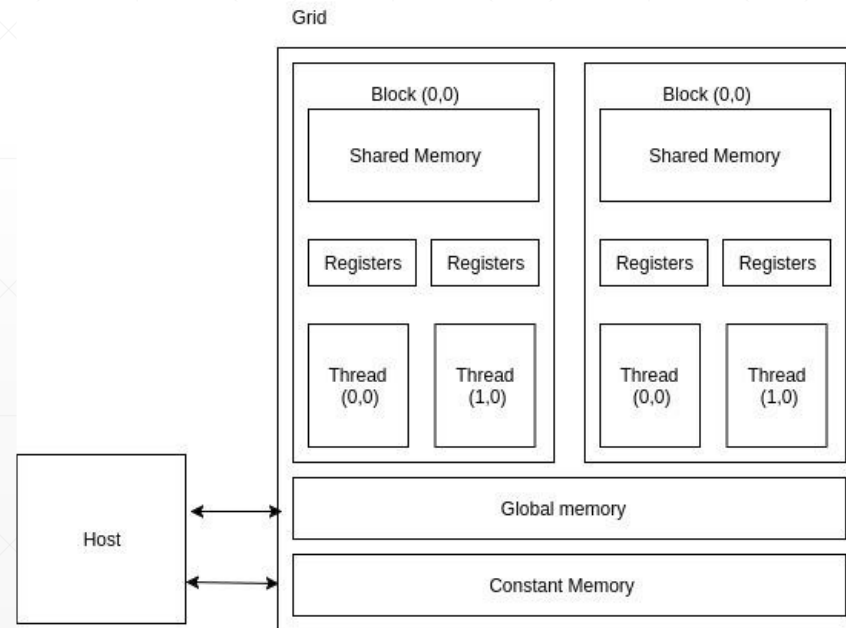 Grid
Block (0,0)
Shared Memory
Registers
Registers
Thread
(0,0)
Thread
(1,0)
Block (0,0)
Shared Memory
Registers
Registers
Thread
(0,0)
Thread
(1,0)
Host
Global memory
Constant Memory